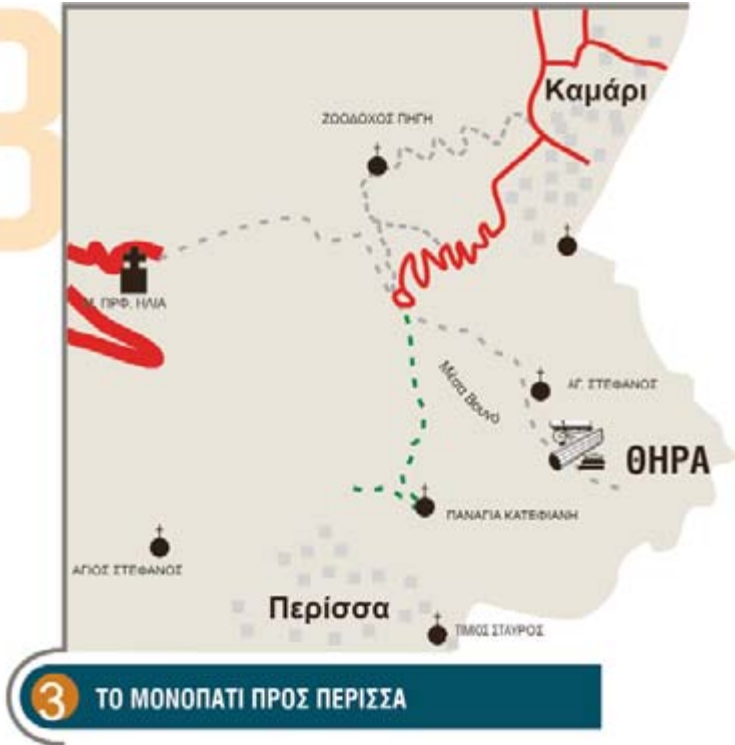 3
Καμάρι
ΖΩΟΔΟΧΟΣ ΠΗΓΗ
Μ. ΠΡΦ. ΗΛΙΑ
Μέσα Βουνό
ΑΓ. ΣΤΕΦΑΝΟΣ
ΘΗΡΑ
ΠΑΝΑΓΙΑ ΚΑΤΕΦΙΑΝΗ
ΑΓΙΟΣ ΣΤΕΦΑΝΟΣ
Περίσσα
ΤΙΜΙΟΣ ΣΤΑΥΡΟΣ
3 ΤΟ ΜΟΝΟΠΑΤΙ ΠΡΟΣ ΠΕΡΙΣΣΑ